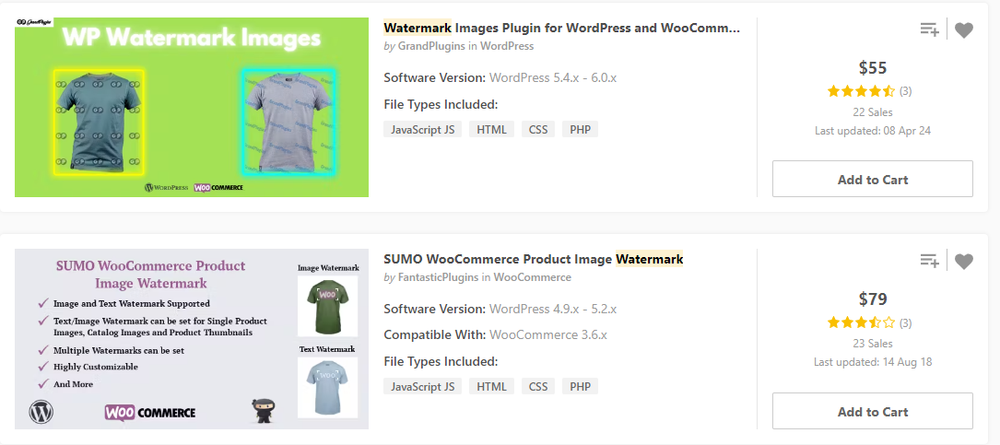 GrandPlugins
WP Watermark Images
WORDPRESS WOO COMMERCE
Watermark Images Plugin for WordPress and WooComm...
by GrandPlugins in WordPress
Software Version: WordPress 5.4.x - 6.0.x
File Types Included:
JavaScript JS HTML CSS PHP
$55
(3)
22 Sales
Last updated: 08 Apr 24
Add to Cart
SUMO WooCommerce Product
Image Watermark
Image and Text Watermark Supported
Text/Image Watermark can be set for Single Product
Images, Catalog Images and Product Thumbnails
Multiple Watermarks can be set
Highly Customizable
And More
WOO COMMERCE
Image Watermark
WOO
Text Watermark
WOO
SUMO WooCommerce Product Image Watermark
by FantasticPlugins in WooCommerce
Software Version: WordPress 4.9.x - 5.2.x
Compatible With: WooCommerce 3.6.x
File Types Included:
JavaScript JS HTML CSS PHP
$79
(3)
23 Sales
Last updated: 14 Aug 18
Add to Cart